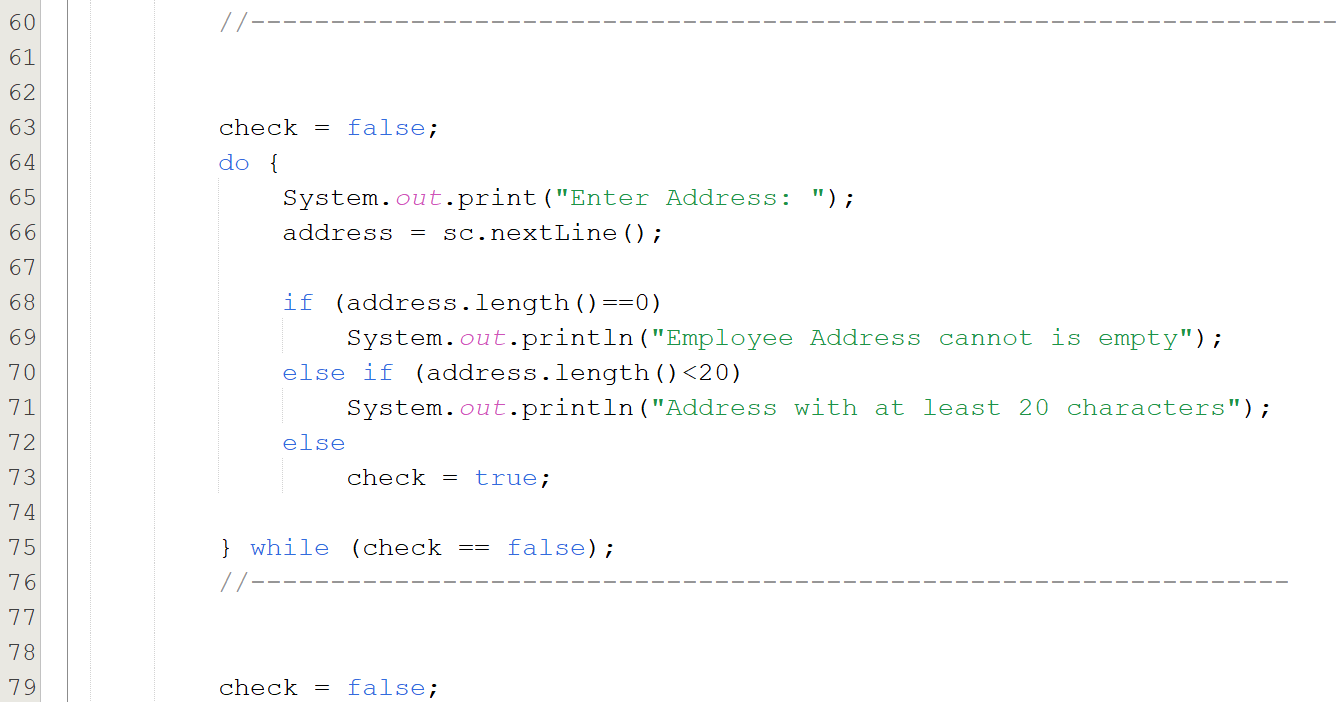 60 //--------------------------------------------------------------------
61
62
63 check = false;
64 do {
65 System.out.print("Enter Address: ");
66 address = sc.nextLine();
67
68 if (address.length()==0)
69 System.out.println("Employee Address cannot is empty");
70 else if (address.length()<20)
71 System.out.println("Address with at least 20 characters");
72 else
73 check = true;
74
75 } while (check == false);
76 //-----------------------------------------------------------------
77
78
79 check = false;